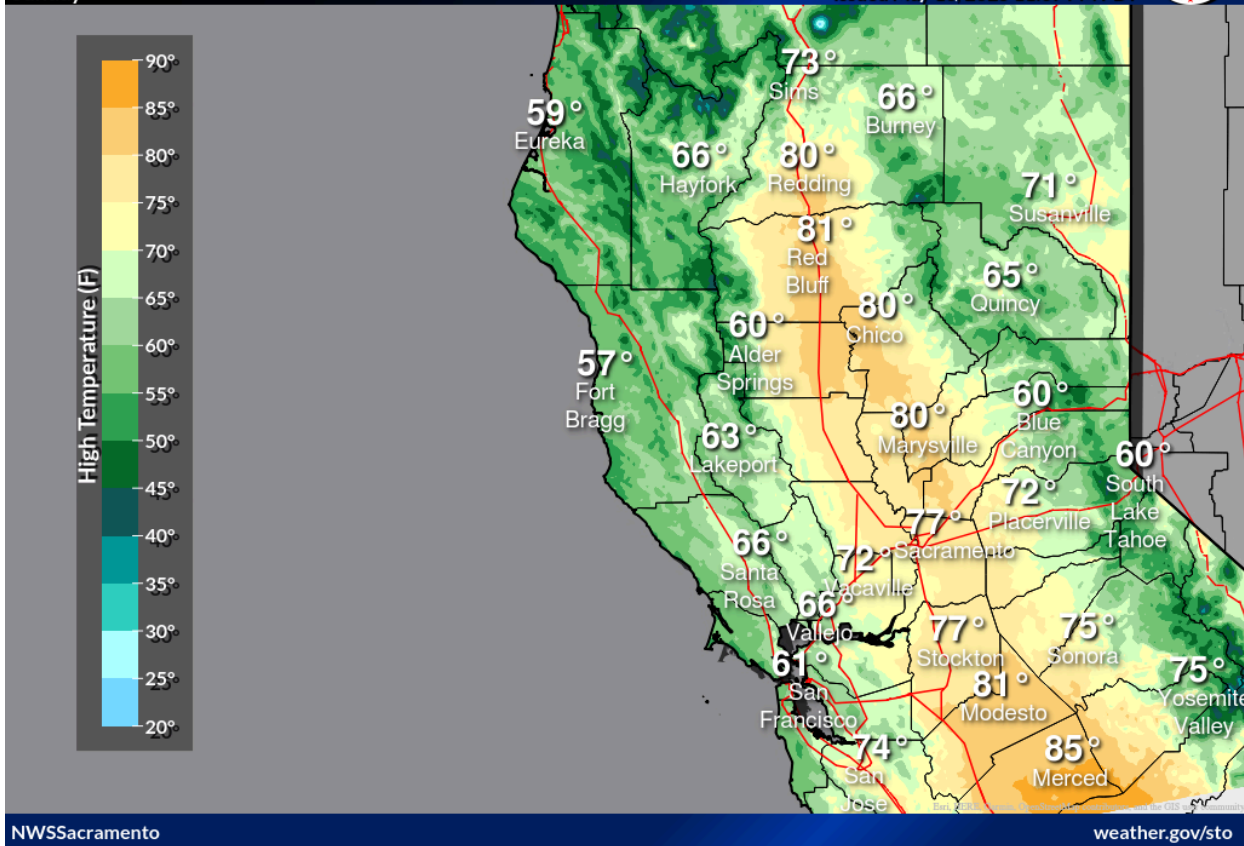 90°
85°
80°
75°
70°
65°
60°
55°
50°
45°
40°
35°
30°
25°
20°
High Temperature (F)
73°
Sims
59°
Eureka
66°
Burney
66°
Hayfork
80°
Redding
71°
Susanville
81°
Red
Bluff
65°
Quincy
80°
Chico
60°
Alder
Springs
57°
Fort
Bragg
60°
Blue
Canyon
80°
Marysville
63°
Lakeport
60°
South
Lake
Tahoe
72°
Placerville
77°
Sacramento
66°
Santa
Rosa
72°
Vacaville
66°
Vallejo
77°
Stockton
75°
Sonora
61°
San
Francisco
81°
Modesto
75°
Yosemite
Valley
74°
San
Jose
85°
Merced
NWSSacramento
weather.gov/sto